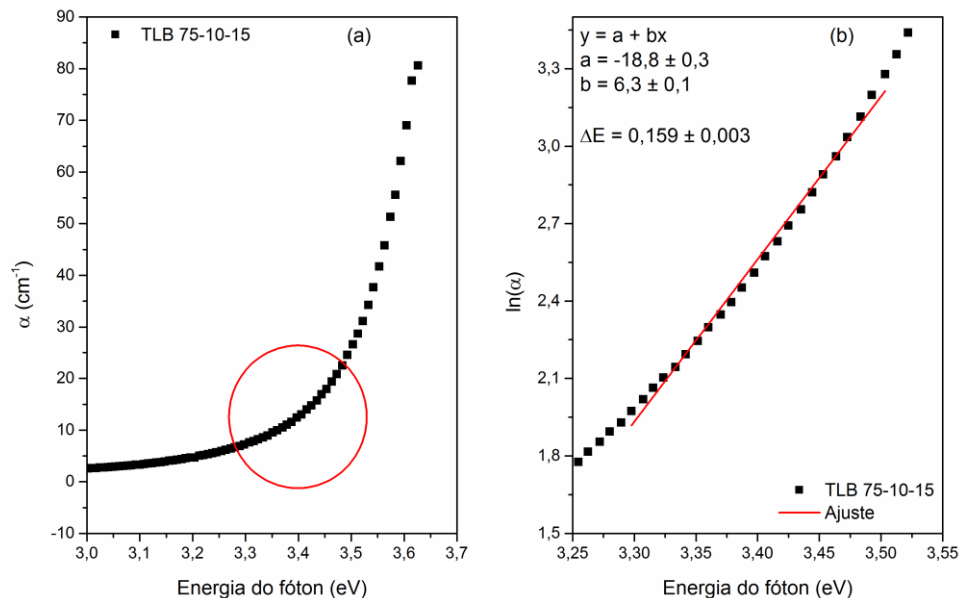 TLB 75-10-15
(a)
α (cm⁻¹)
90
80
70
60
50
40
30
20
10
0
-10
3,0 3,1 3,2 3,3 3,4 3,5 3,6 3,7
Energia do fóton (eV)
y = a + bx
(b)
a = -18,8 ± 0,3
b = 6,3 ± 0,1
ΔE = 0,159 ± 0,003
ln(α)
3,3
3,0
2,7
2,4
2,1
1,8
1,5
TLB 75-10-15
Ajuste
3,25 3,30 3,35 3,40 3,45 3,50 3,55
Energia do fóton (eV)